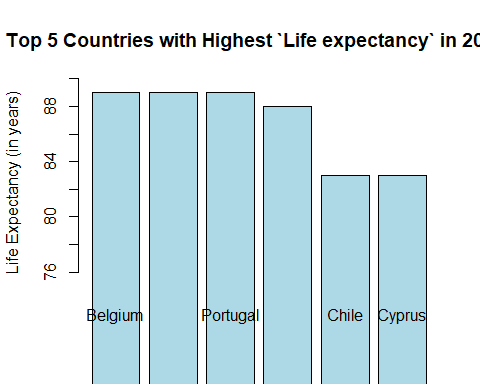 Top 5 Countries with Highest `Life expectancy` in 20
Life Expectancy (in years)
88
84
80
76
Belgium Portugal Chile Cyprus